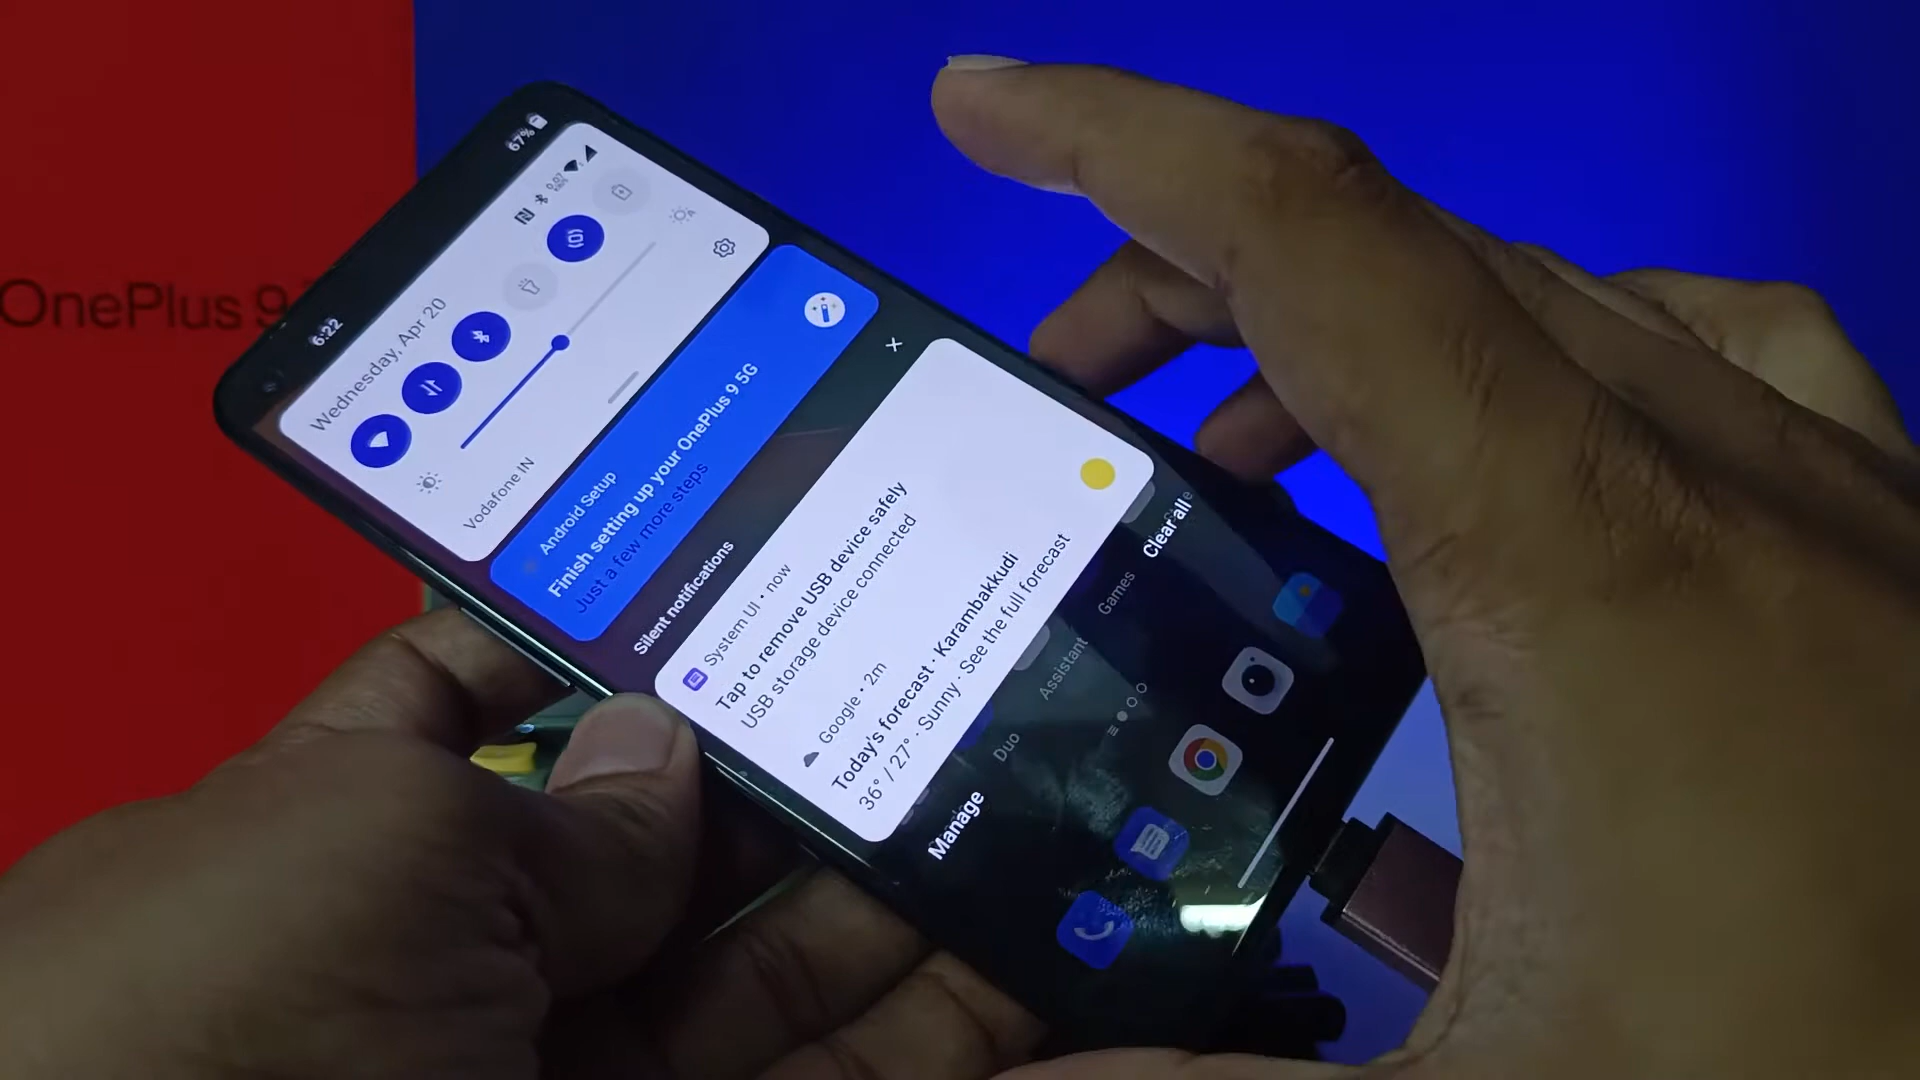 OnePlus 9
6:22
67%
Wednesday, Apr 20
0.07
Vodafone IN
Android Setup
Finish setting up your OnePlus 9 5G
Just a few more steps
Silent notifications
System UI • now
Tap to remove USB device safely
USB storage device connected
Google • 2m
Today's forecast · Karambakkudi
36° / 27° · Sunny · See the full forecast
Manage
Clear all
Duo
Assistant
Games